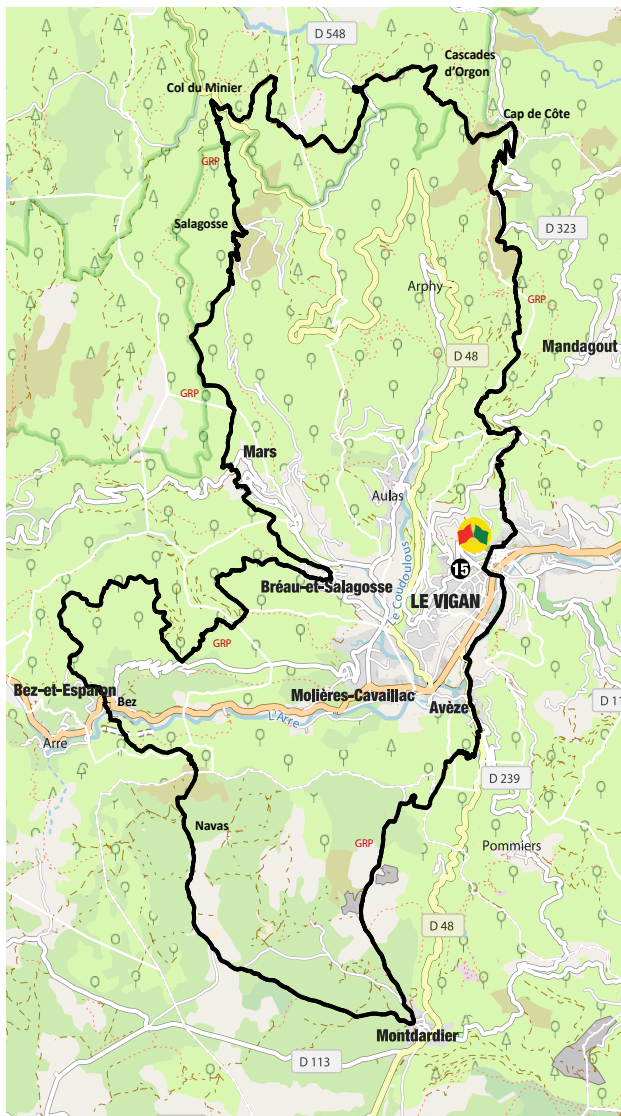 D 548
Cascades
d'Orgon
Col du Minier
Cap de Côte
GRP
Salagosse
D 323
Arphy
GRP
Mandagout
D 48
GRP
Mars
Aulas
Le Coudoulous
15
Bréau-et-Salagosse
LE VIGAN
GRP
Bez-et-Esparon
Bez
Molières-Cavaillac
Avèze
D 11
L'Arre
Arre
D 239
Navas
GRP
Pommiers
D 48
Montdardier
D 113